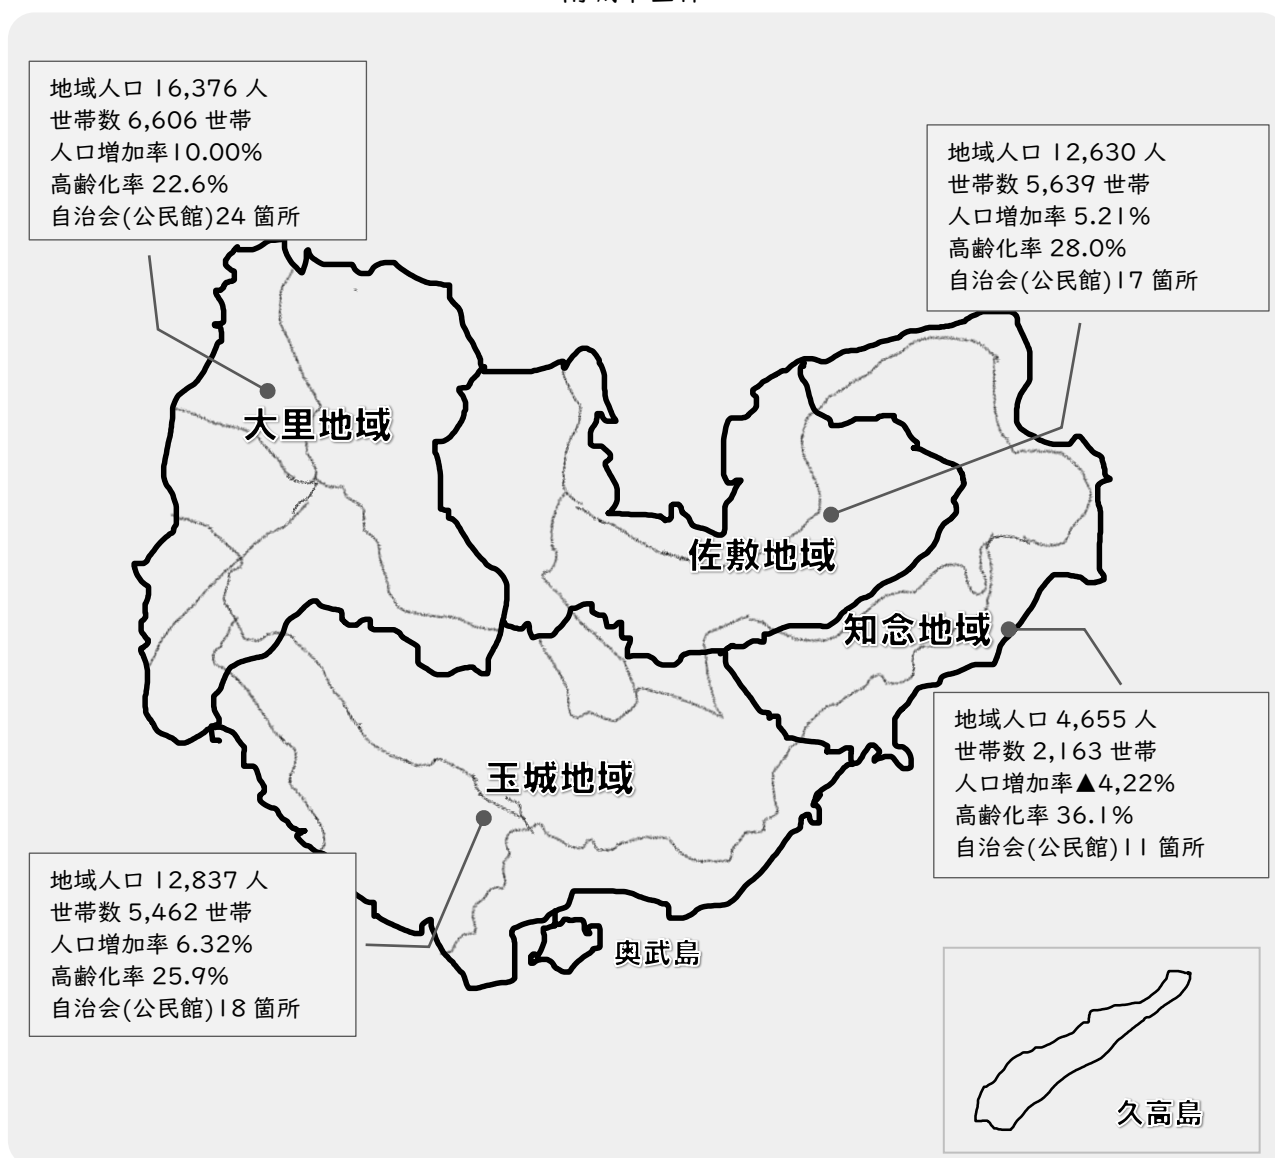 地域人口 16,376 人
世帯数 6,606 世帯
人口増加率10.00%
高齢化率 22.6%
自治会(公民館)24 箇所
地域人口 12,630 人
世帯数 5,639 世帯
人口増加率 5.21%
高齢化率 28.0%
自治会(公民館)17 箇所
大里地域
佐敷地域
知念地域
地域人口 4,655 人
世帯数 2,163 世帯
人口増加率▲4,22%
高齢化率 36.1%
自治会(公民館)11 箇所
玉城地域
地域人口 12,837 人
世帯数 5,462 世帯
人口増加率 6.32%
高齢化率 25.9%
自治会(公民館)18 箇所
奥武島
久高島